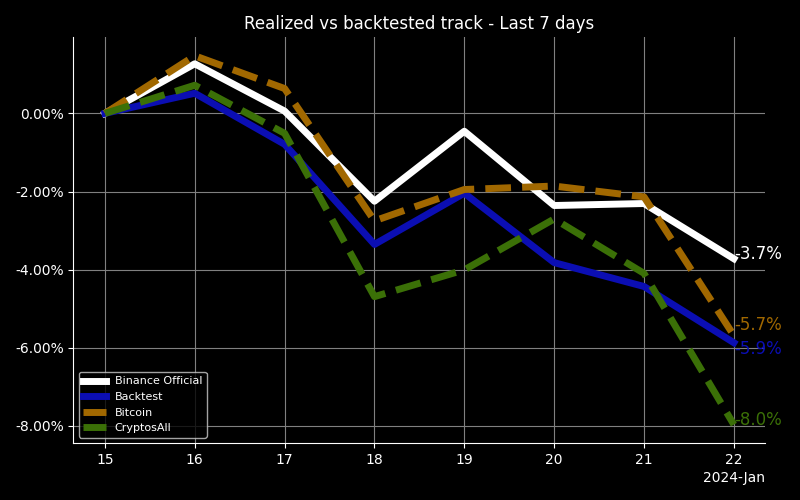 Realized vs backtested track - Last 7 days
0.00%
-2.00%
-4.00%
-6.00%
-8.00%
-3.7%
-5.7%
-5.9%
-8.0%
Binance Official
Backtest
Bitcoin
CryptosAll
15 16 17 18 19 20 21 22
2024-Jan